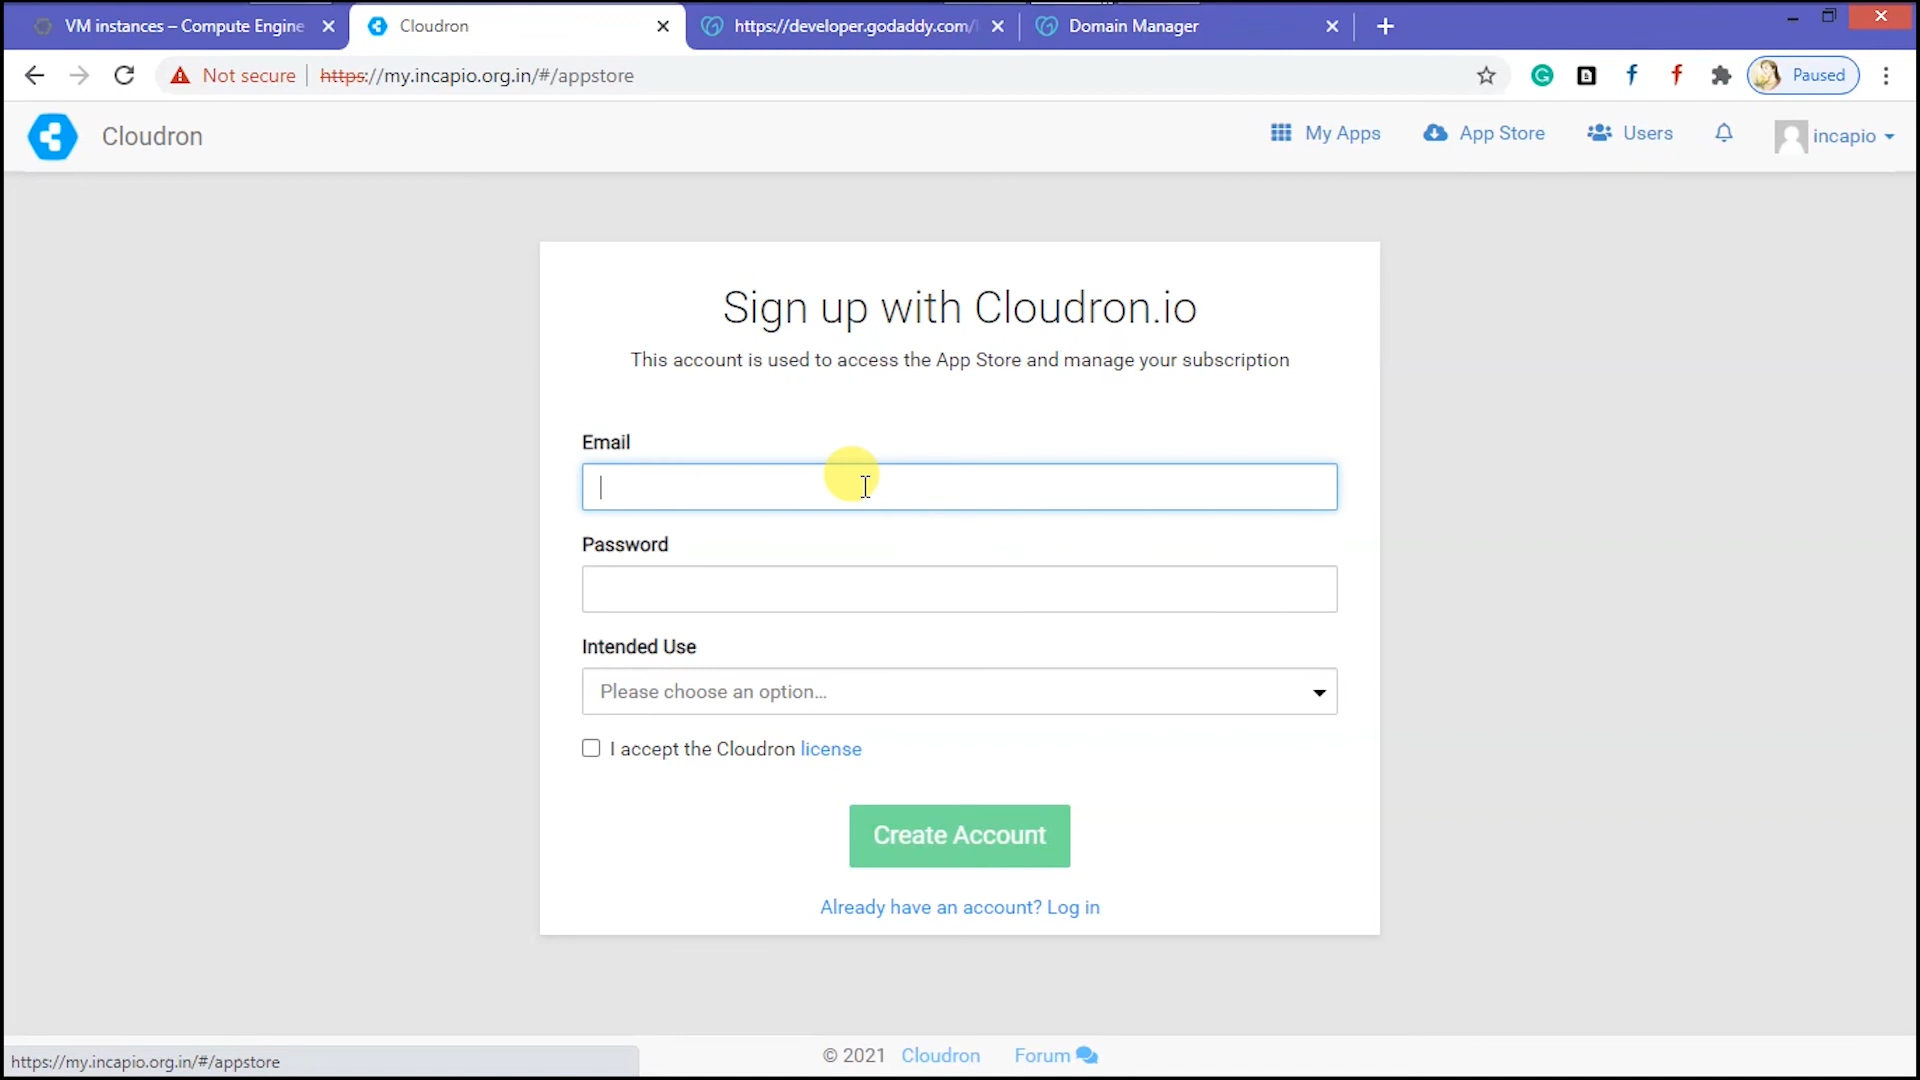 VM instances – Compute Engine
Cloudron
https://developer.godaddy.com/
Domain Manager
Not secure
https://my.incapio.org.in/#/appstore
Paused
Cloudron
My Apps
App Store
Users
incapio
Sign up with Cloudron.io
This account is used to access the App Store and manage your subscription
Email
Password
Intended Use
Please choose an option...
I accept the Cloudron license
Create Account
Already have an account? Log in
© 2021 Cloudron Forum
https://my.incapio.org.in/#/appstore